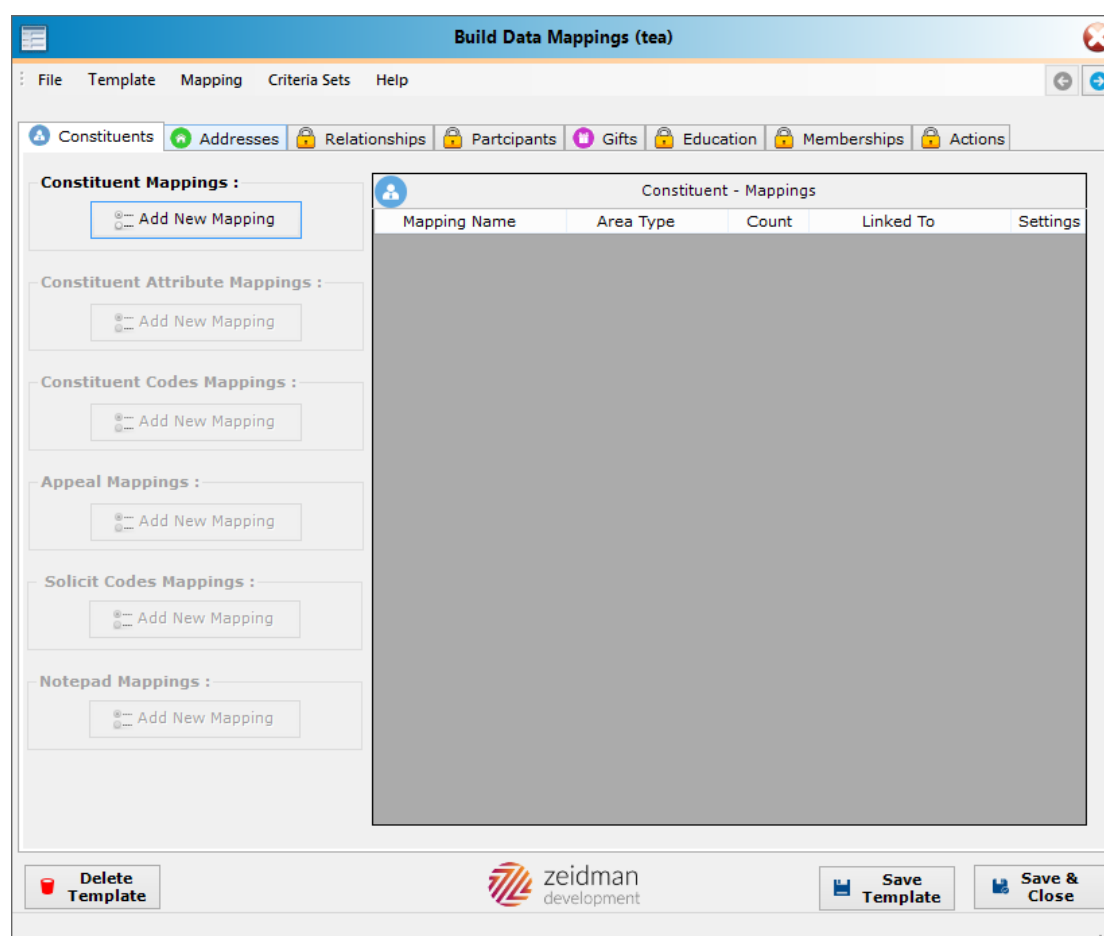 Build Data Mappings (tea)
File Template Mapping Criteria Sets Help
Constituents Addresses Relationships Partcipants Gifts Education Memberships Actions
Constituent Mappings :
Add New Mapping
Constituent Attribute Mappings :
Add New Mapping
Constituent Codes Mappings :
Add New Mapping
Appeal Mappings :
Add New Mapping
Solicit Codes Mappings :
Add New Mapping
Notepad Mappings :
Add New Mapping
Constituent - Mappings
Mapping Name Area Type Count Linked To Settings
Delete
Template
zeidman
development
Save
Template
Save &
Close